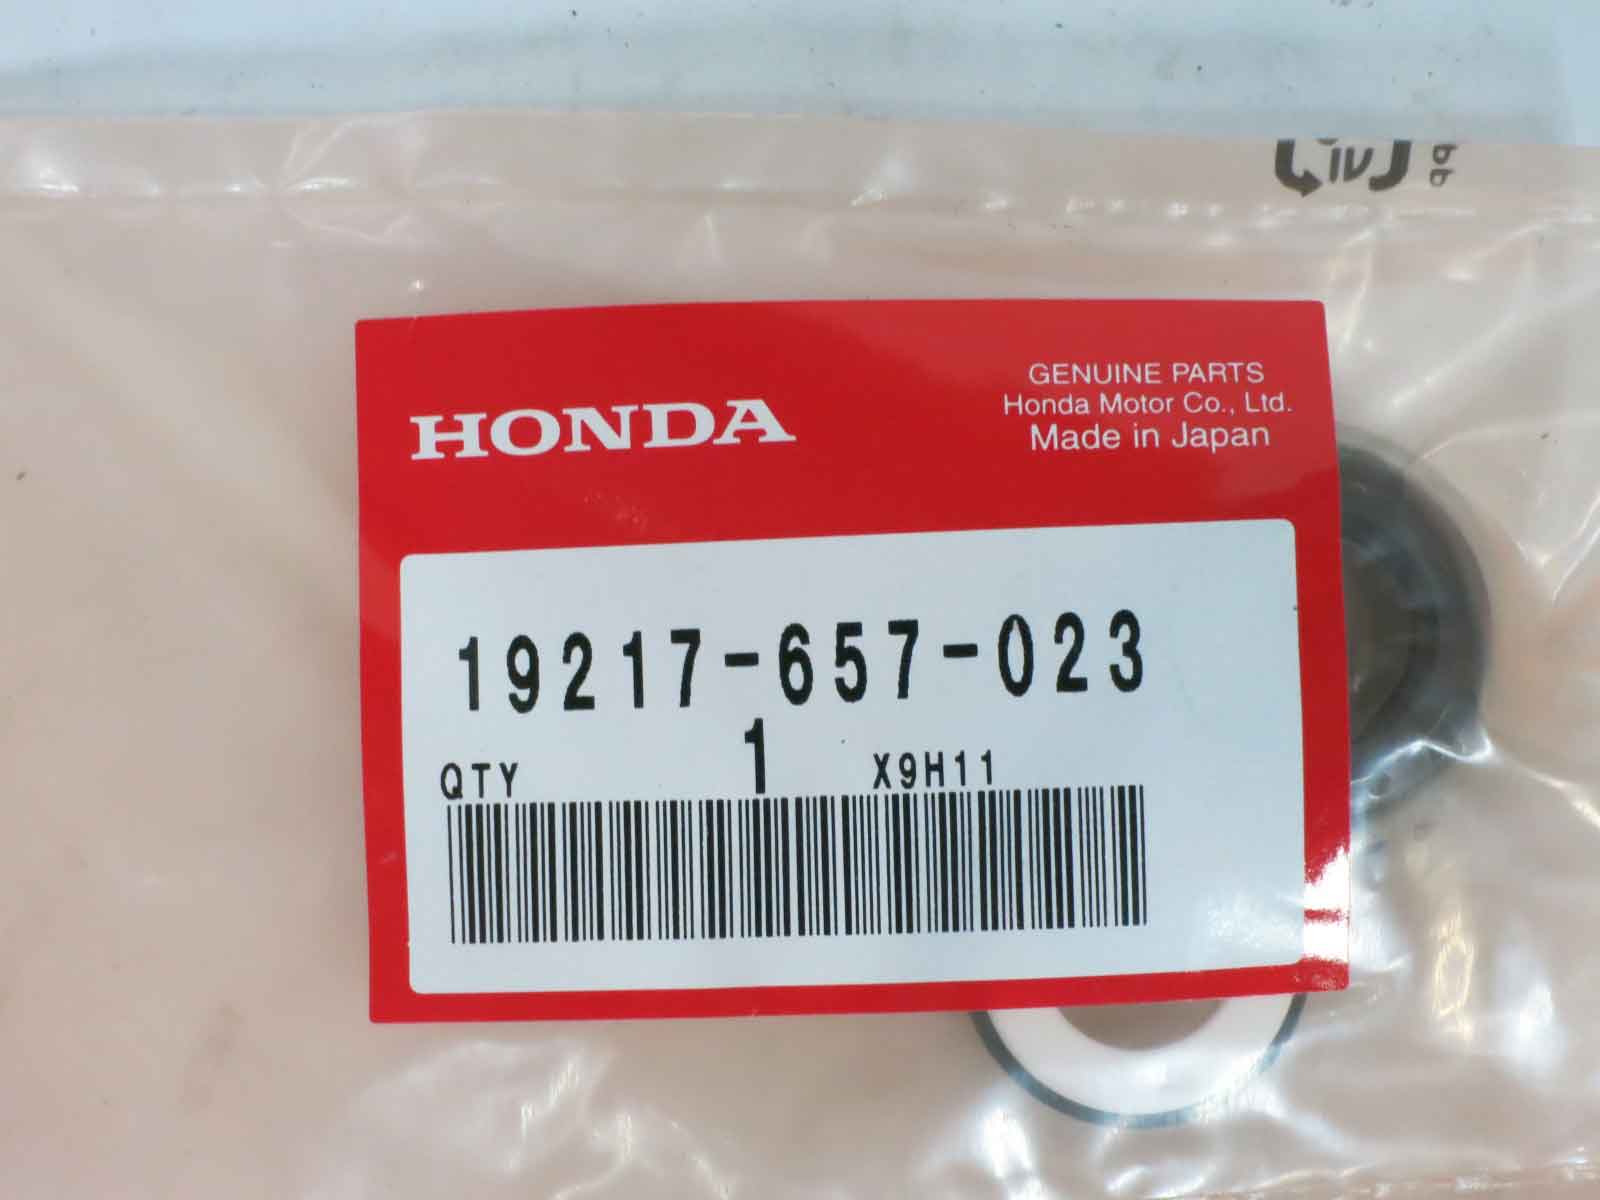 HONDA
GENUINE PARTS
Honda Motor Co., Ltd.
Made in Japan
19217-657-023
QTY 1 X9H11